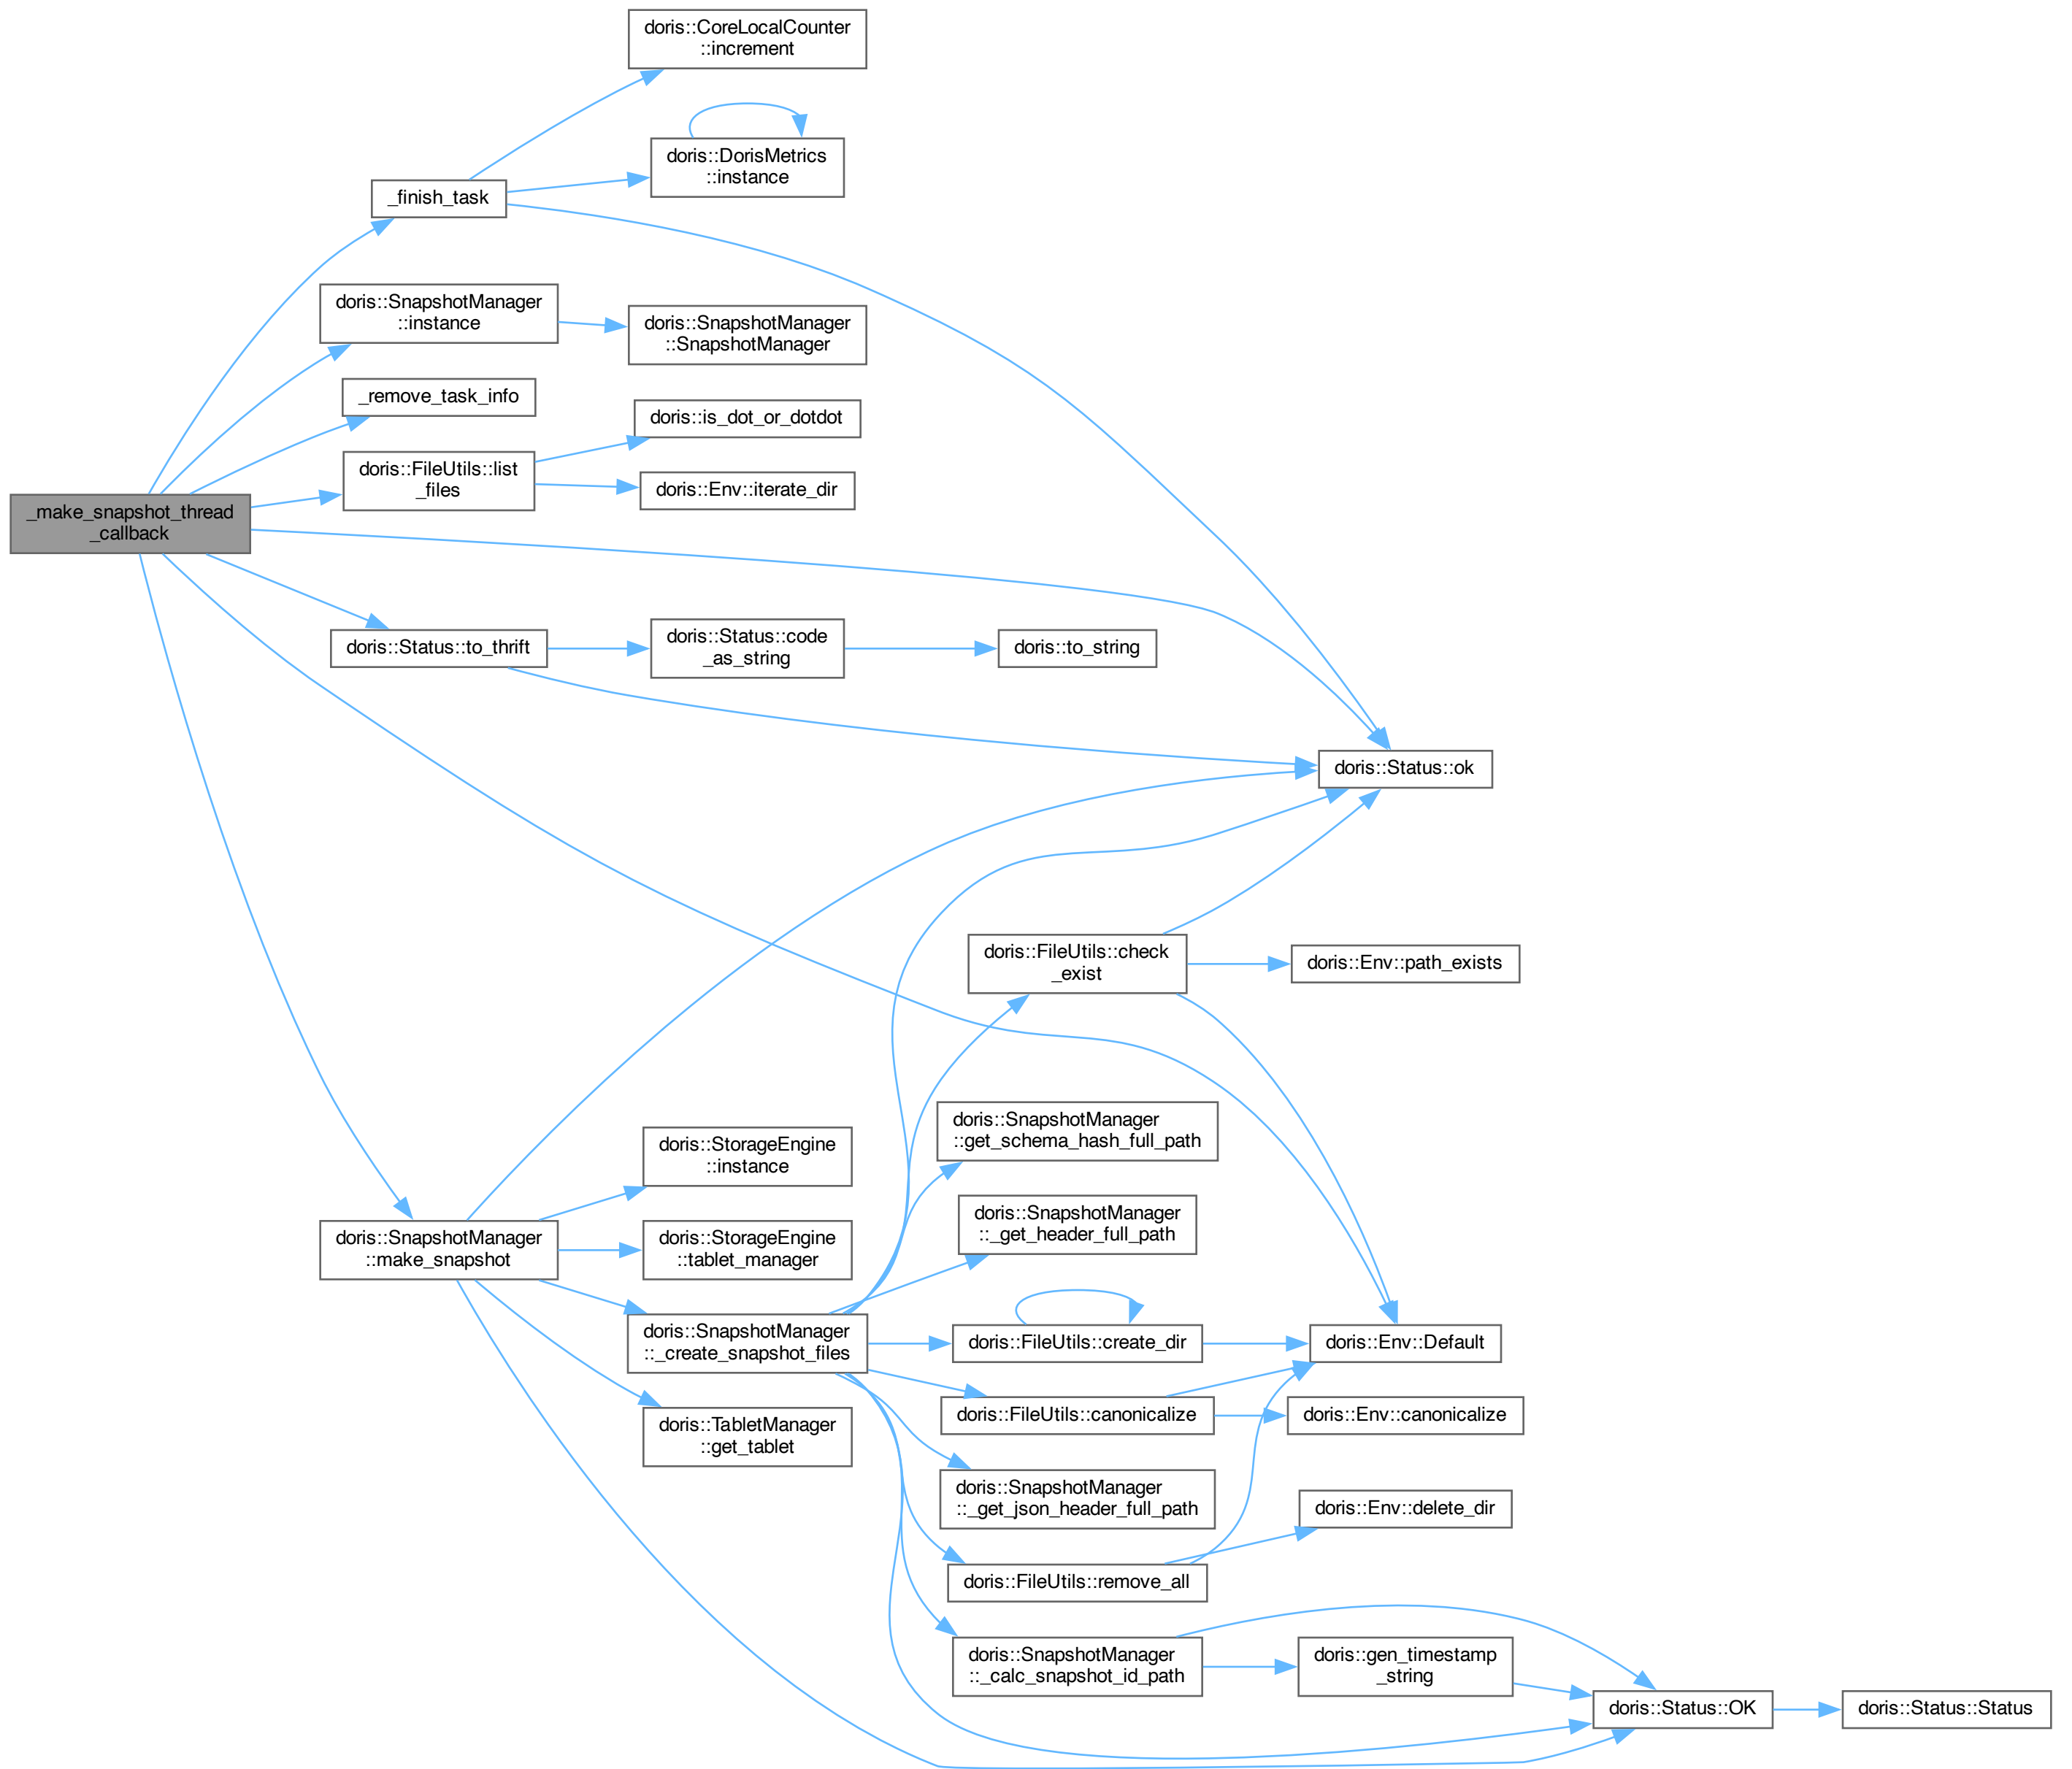 doris::CoreLocalCounter
::increment
doris::DorisMetrics
::instance
_finish_task
doris::SnapshotManager
::instance
doris::SnapshotManager
::SnapshotManager
_remove_task_info
doris::is_dot_or_dotdot
doris::FileUtils::list
_files
doris::Env::iterate_dir
_make_snapshot_thread
_callback
doris::Status::to_thrift
doris::Status::code
_as_string
doris::to_string
doris::Status::ok
doris::FileUtils::check
_exist
doris::Env::path_exists
doris::SnapshotManager
::get_schema_hash_full_path
doris::StorageEngine
::instance
doris::SnapshotManager
::_get_header_full_path
doris::SnapshotManager
::make_snapshot
doris::StorageEngine
::tablet_manager
doris::SnapshotManager
::_create_snapshot_files
doris::FileUtils::create_dir
doris::Env::Default
doris::FileUtils::canonicalize
doris::Env::canonicalize
doris::TabletManager
::get_tablet
doris::SnapshotManager
::_get_json_header_full_path
doris::Env::delete_dir
doris::FileUtils::remove_all
doris::SnapshotManager
::_calc_snapshot_id_path
doris::gen_timestamp
_string
doris::Status::OK
doris::Status::Status